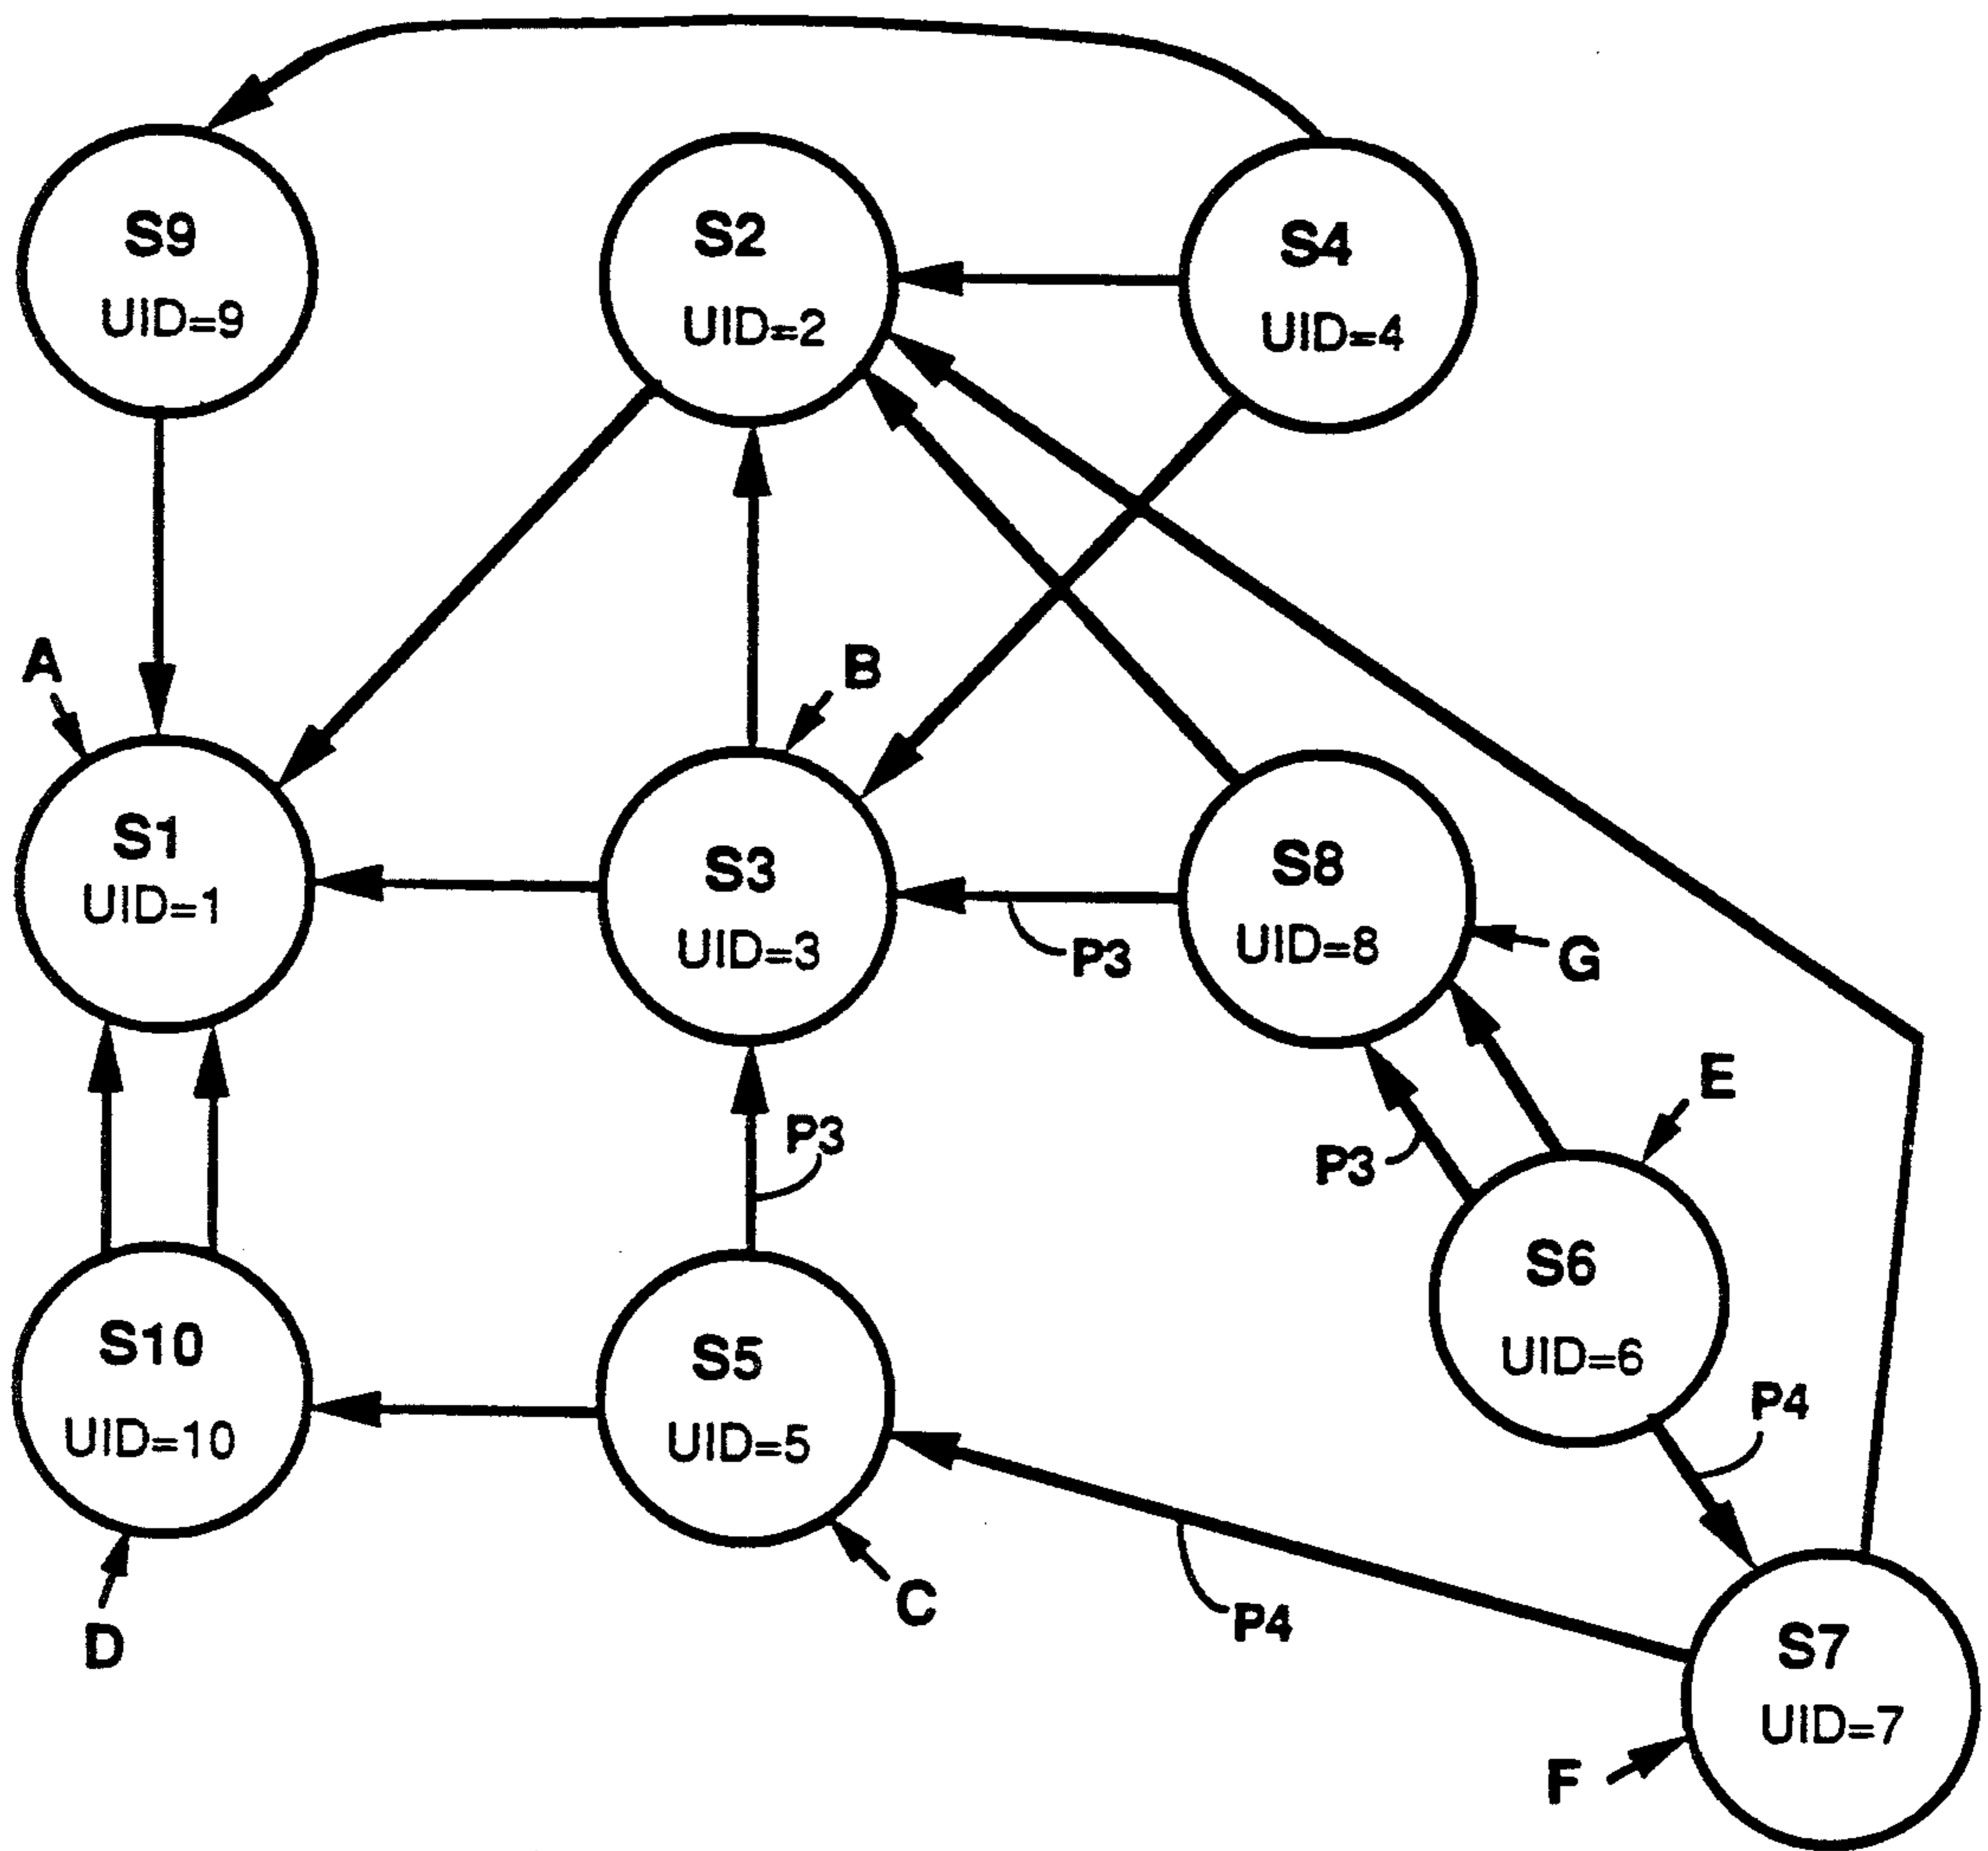 S9
UID=9
S2
UID=2
S4
UID=4
A
B
S1
UID=1
S3
UID=3
S8
UID=8
P3
G
E
P3
P3
S6
UID=6
S10
UID=10
S5
UID=5
P4
C
P4
D
S7
UID=7
F